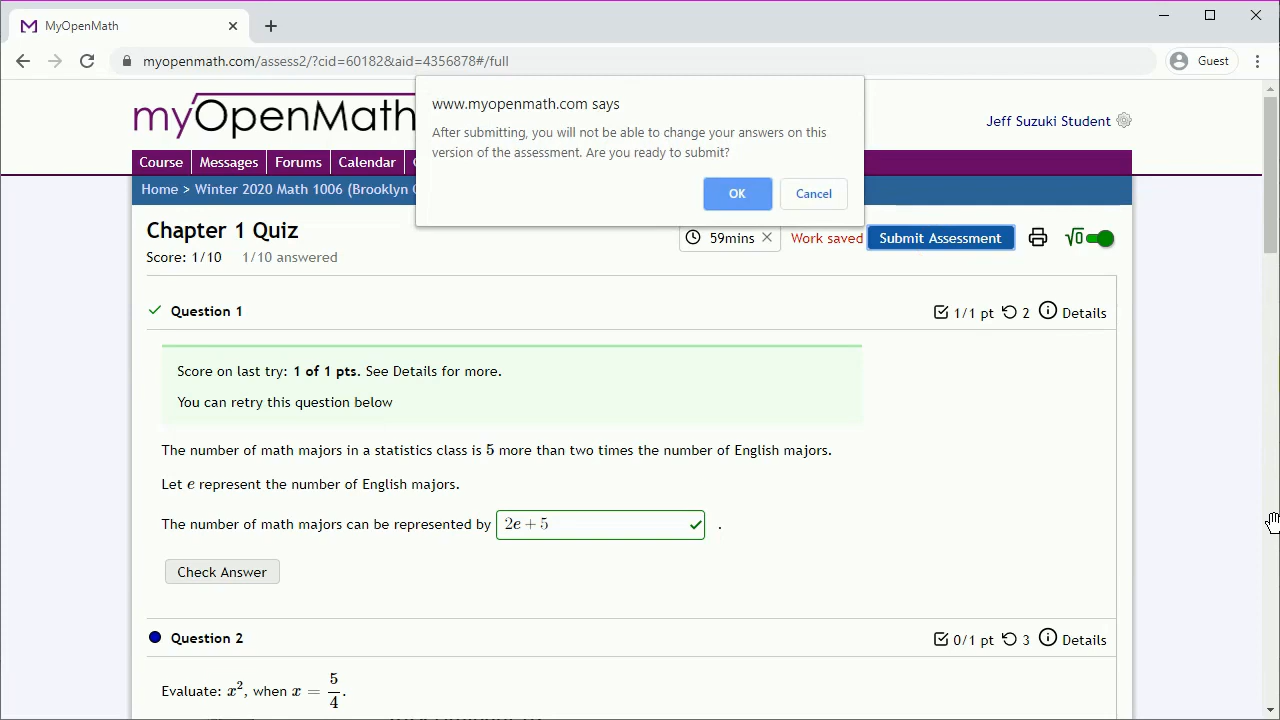 MyOpenMath
myopenmath.com/assess2/?cid=60182&aid=4356878#/full
Guest
www.myopenmath.com says
After submitting, you will not be able to change your answers on this
version of the assessment. Are you ready to submit?
OK Cancel
myOpenMath
Jeff Suzuki Student
Course Messages Forums Calendar
Home > Winter 2020 Math 1006 (Brooklyn
Chapter 1 Quiz
59mins Work saved Submit Assessment √0
Score: 1/10 1/10 answered
Question 1 1/1 pt 2 Details
Score on last try: 1 of 1 pts. See Details for more.
You can retry this question below
The number of math majors in a statistics class is 5 more than two times the number of English majors.
Let e represent the number of English majors.
The number of math majors can be represented by 2e + 5 .
Check Answer
Question 2 0/1 pt 3 Details
Evaluate: x², when x = 5/4.